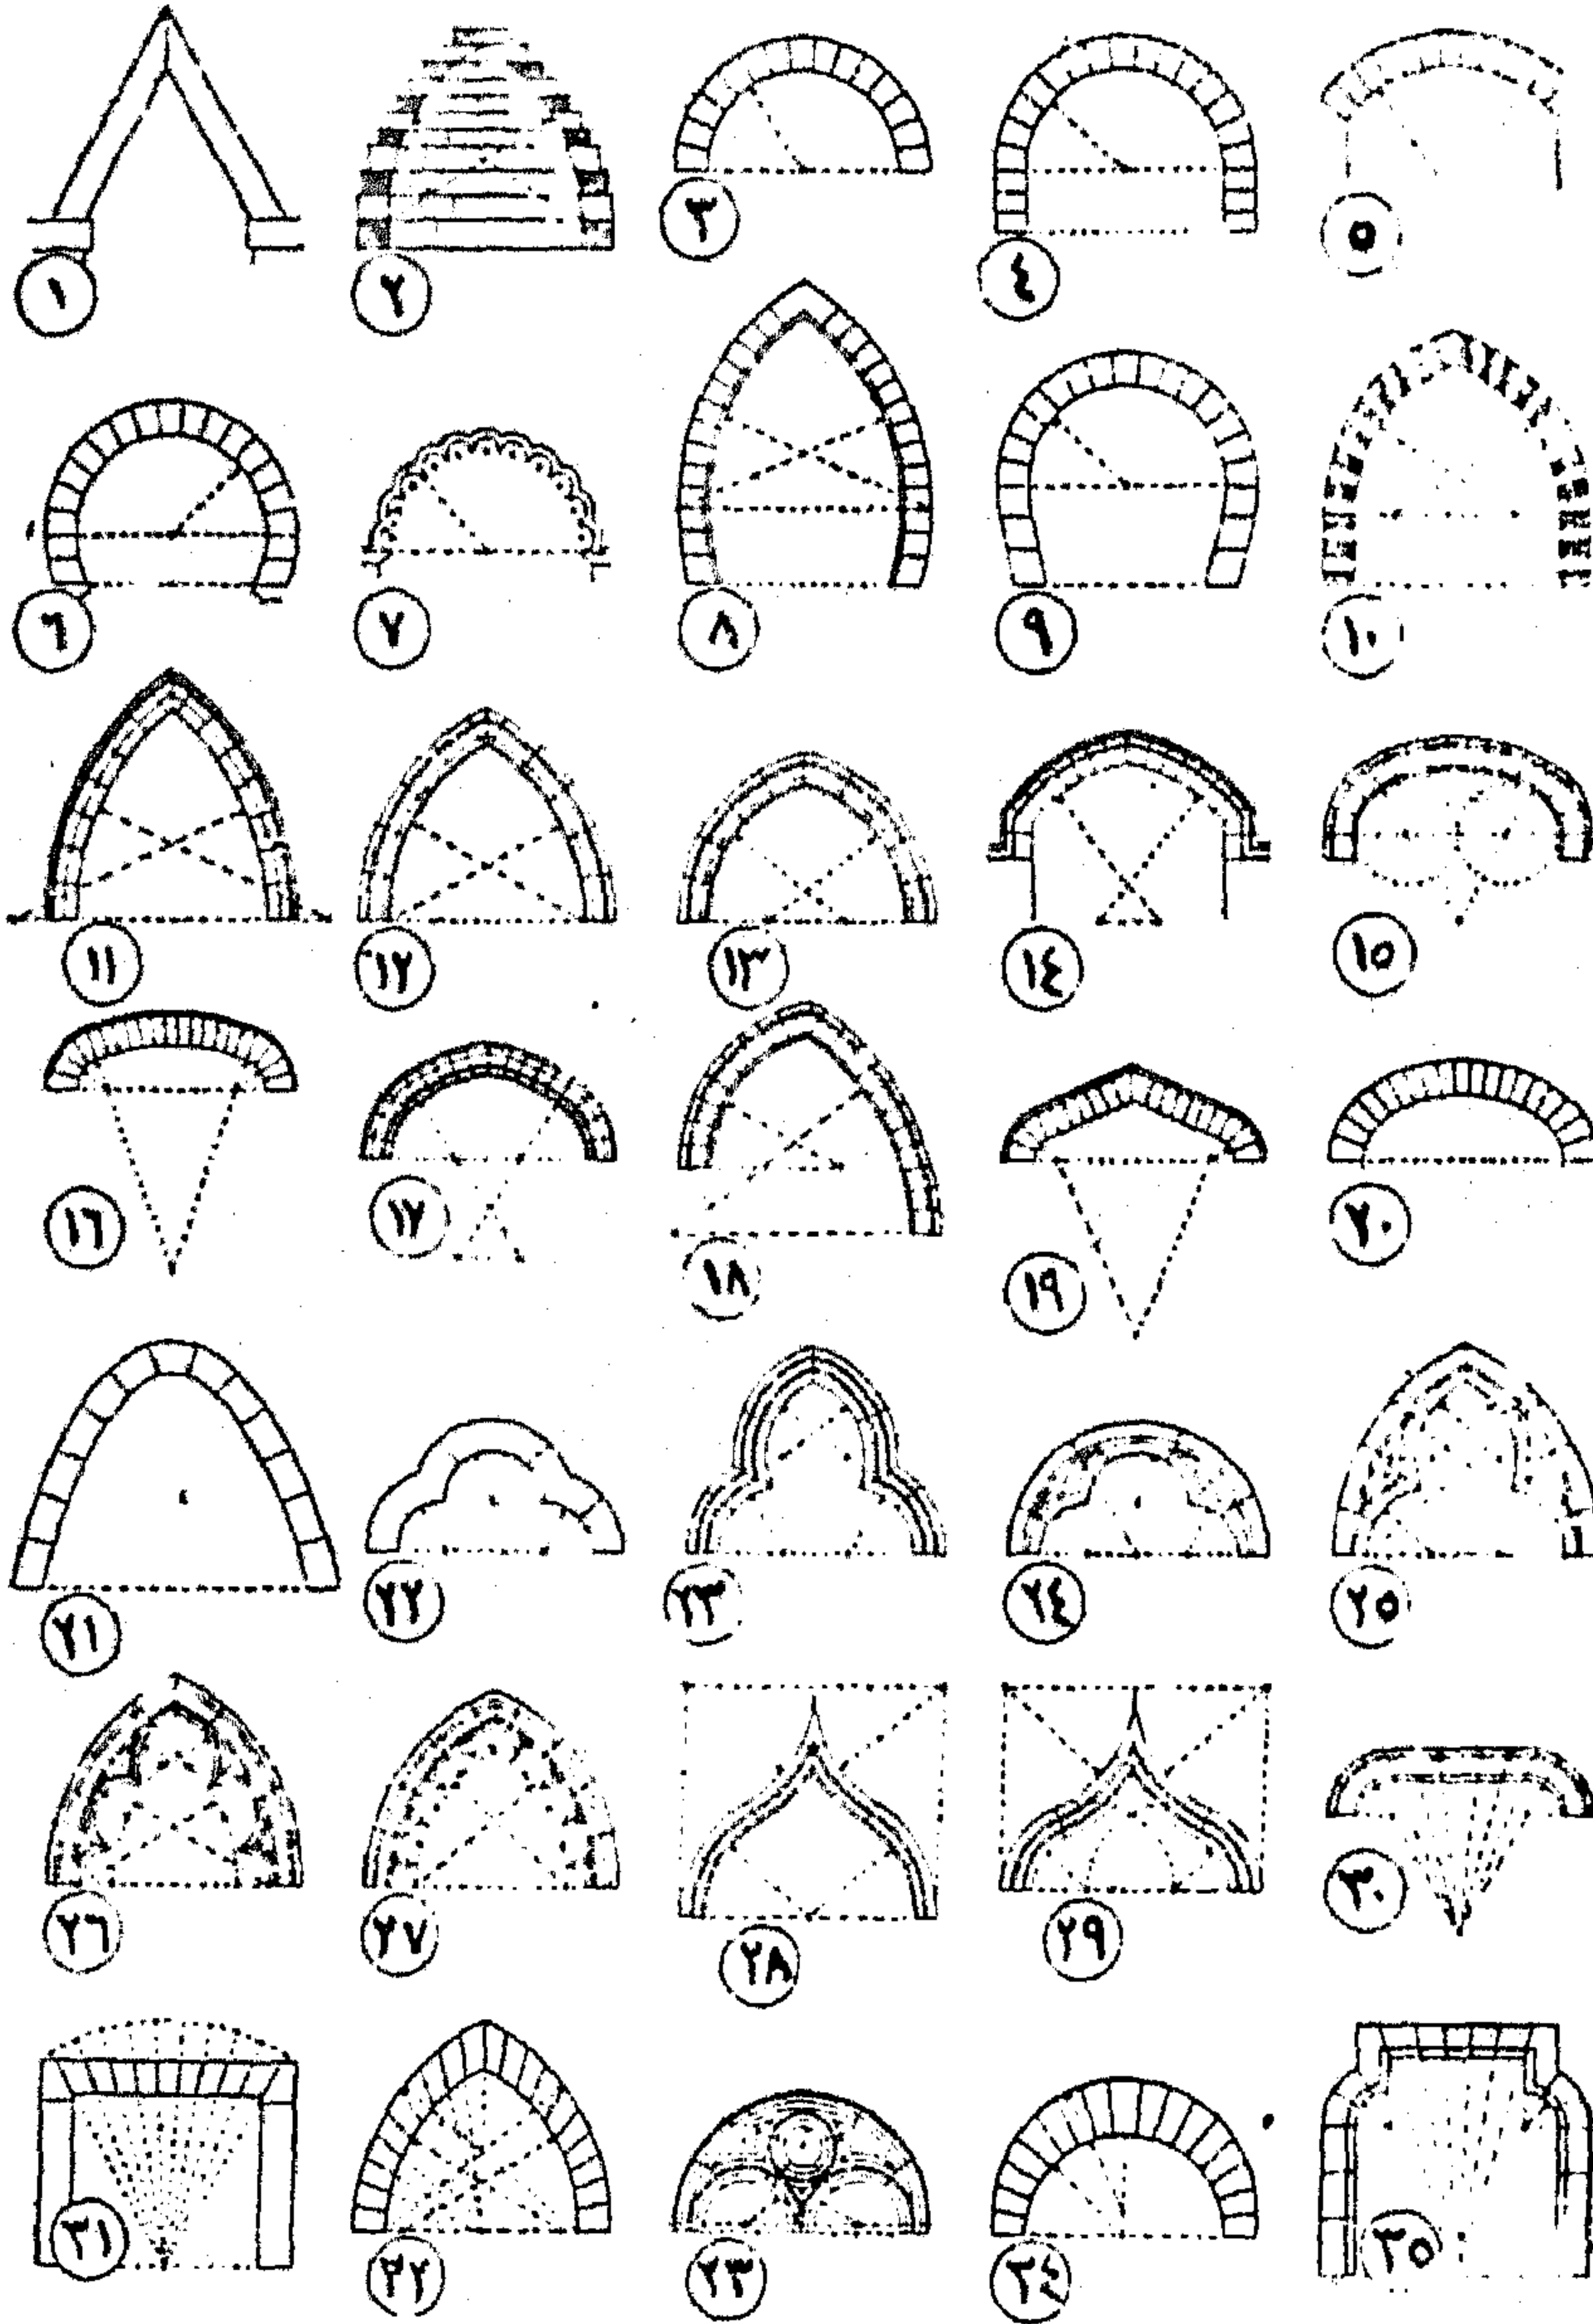 ١ ٢ ٣ ٤ ٥
٦ ٧ ٨ ٩ ١٠
١١ ١٢ ١٣ ١٤ ١٥
١٦ ١٧ ١٨ ١٩ ٢٠
٢١ ٢٢ ٢٣ ٢٤ ٢٥
٢٦ ٢٧ ٢٨ ٢٩ ٣٠
٣١ ٣٢ ٣٣ ٣٤ ٣٥